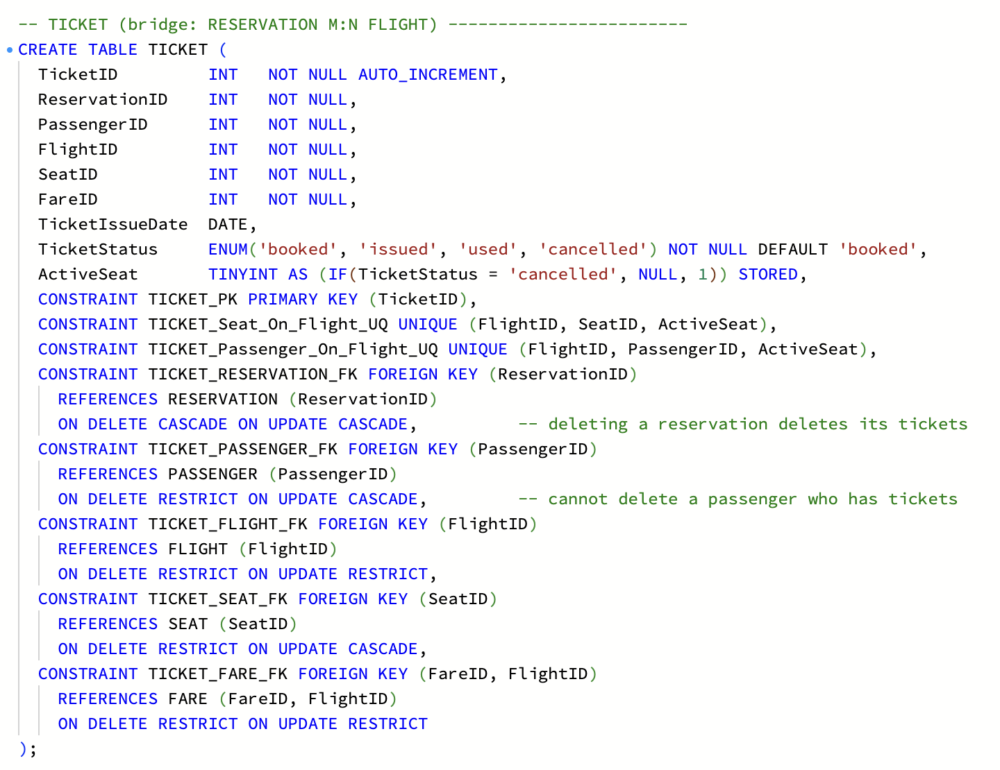 -- TICKET (bridge: RESERVATION M:N FLIGHT) ------------------------
CREATE TABLE TICKET (
  TicketID         INT   NOT NULL AUTO_INCREMENT,
  ReservationID    INT   NOT NULL,
  PassengerID      INT   NOT NULL,
  FlightID         INT   NOT NULL,
  SeatID           INT   NOT NULL,
  FareID           INT   NOT NULL,
  TicketIssueDate  DATE,
  TicketStatus     ENUM('booked', 'issued', 'used', 'cancelled') NOT NULL DEFAULT 'booked',
  ActiveSeat       TINYINT AS (IF(TicketStatus = 'cancelled', NULL, 1)) STORED,
  CONSTRAINT TICKET_PK PRIMARY KEY (TicketID),
  CONSTRAINT TICKET_Seat_On_Flight_UQ UNIQUE (FlightID, SeatID, ActiveSeat),
  CONSTRAINT TICKET_Passenger_On_Flight_UQ UNIQUE (FlightID, PassengerID, ActiveSeat),
  CONSTRAINT TICKET_RESERVATION_FK FOREIGN KEY (ReservationID)
    REFERENCES RESERVATION (ReservationID)
    ON DELETE CASCADE ON UPDATE CASCADE,          -- deleting a reservation deletes its tickets
  CONSTRAINT TICKET_PASSENGER_FK FOREIGN KEY (PassengerID)
    REFERENCES PASSENGER (PassengerID)
    ON DELETE RESTRICT ON UPDATE CASCADE,         -- cannot delete a passenger who has tickets
  CONSTRAINT TICKET_FLIGHT_FK FOREIGN KEY (FlightID)
    REFERENCES FLIGHT (FlightID)
    ON DELETE RESTRICT ON UPDATE RESTRICT,
  CONSTRAINT TICKET_SEAT_FK FOREIGN KEY (SeatID)
    REFERENCES SEAT (SeatID)
    ON DELETE RESTRICT ON UPDATE CASCADE,
  CONSTRAINT TICKET_FARE_FK FOREIGN KEY (FareID, FlightID)
    REFERENCES FARE (FareID, FlightID)
    ON DELETE RESTRICT ON UPDATE RESTRICT
);